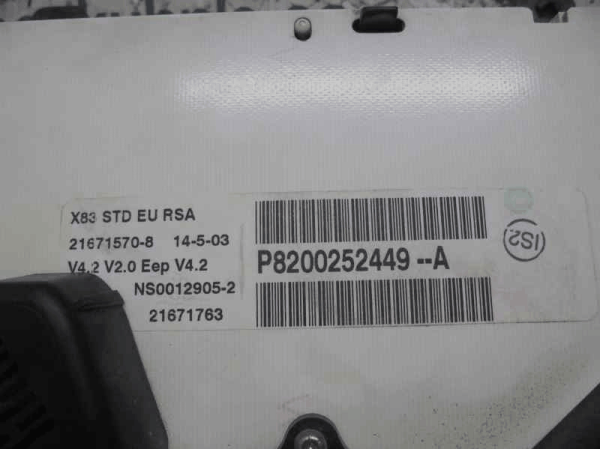 X83 STD EU RSA
21671570-8 14-5-03
V4.2 V2.0 Eep V4.2
NS0012905-2
21671763
P8200252449--A
IS2